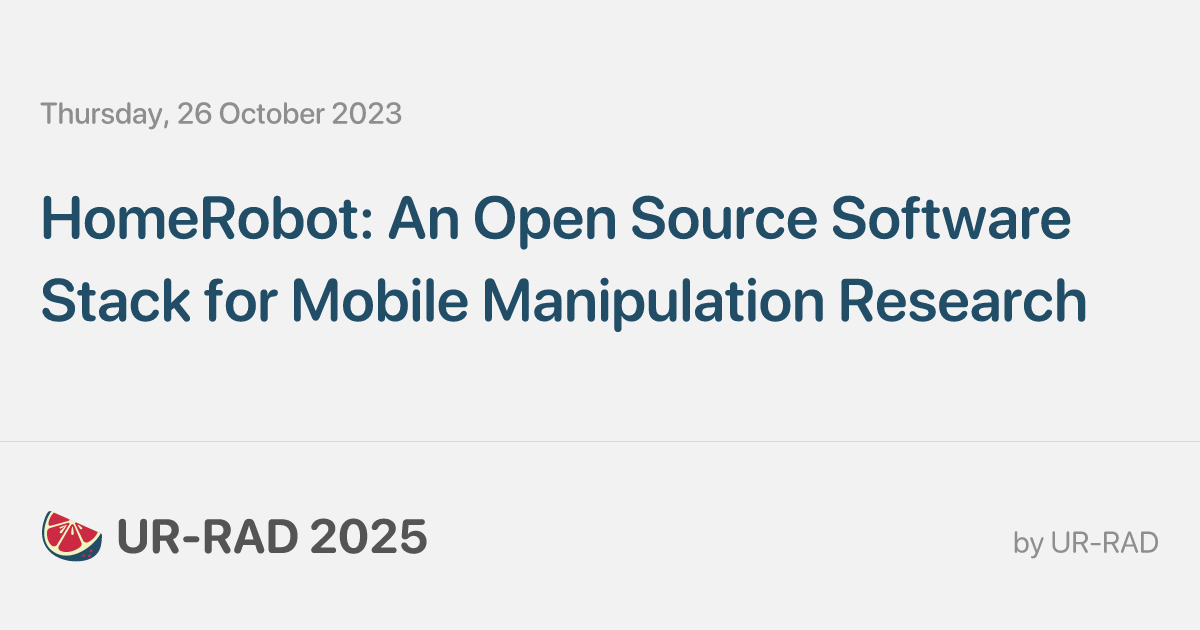 Thursday, 26 October 2023
HomeRobot: An Open Source Software
Stack for Mobile Manipulation Research
UR-RAD 2025
by UR-RAD